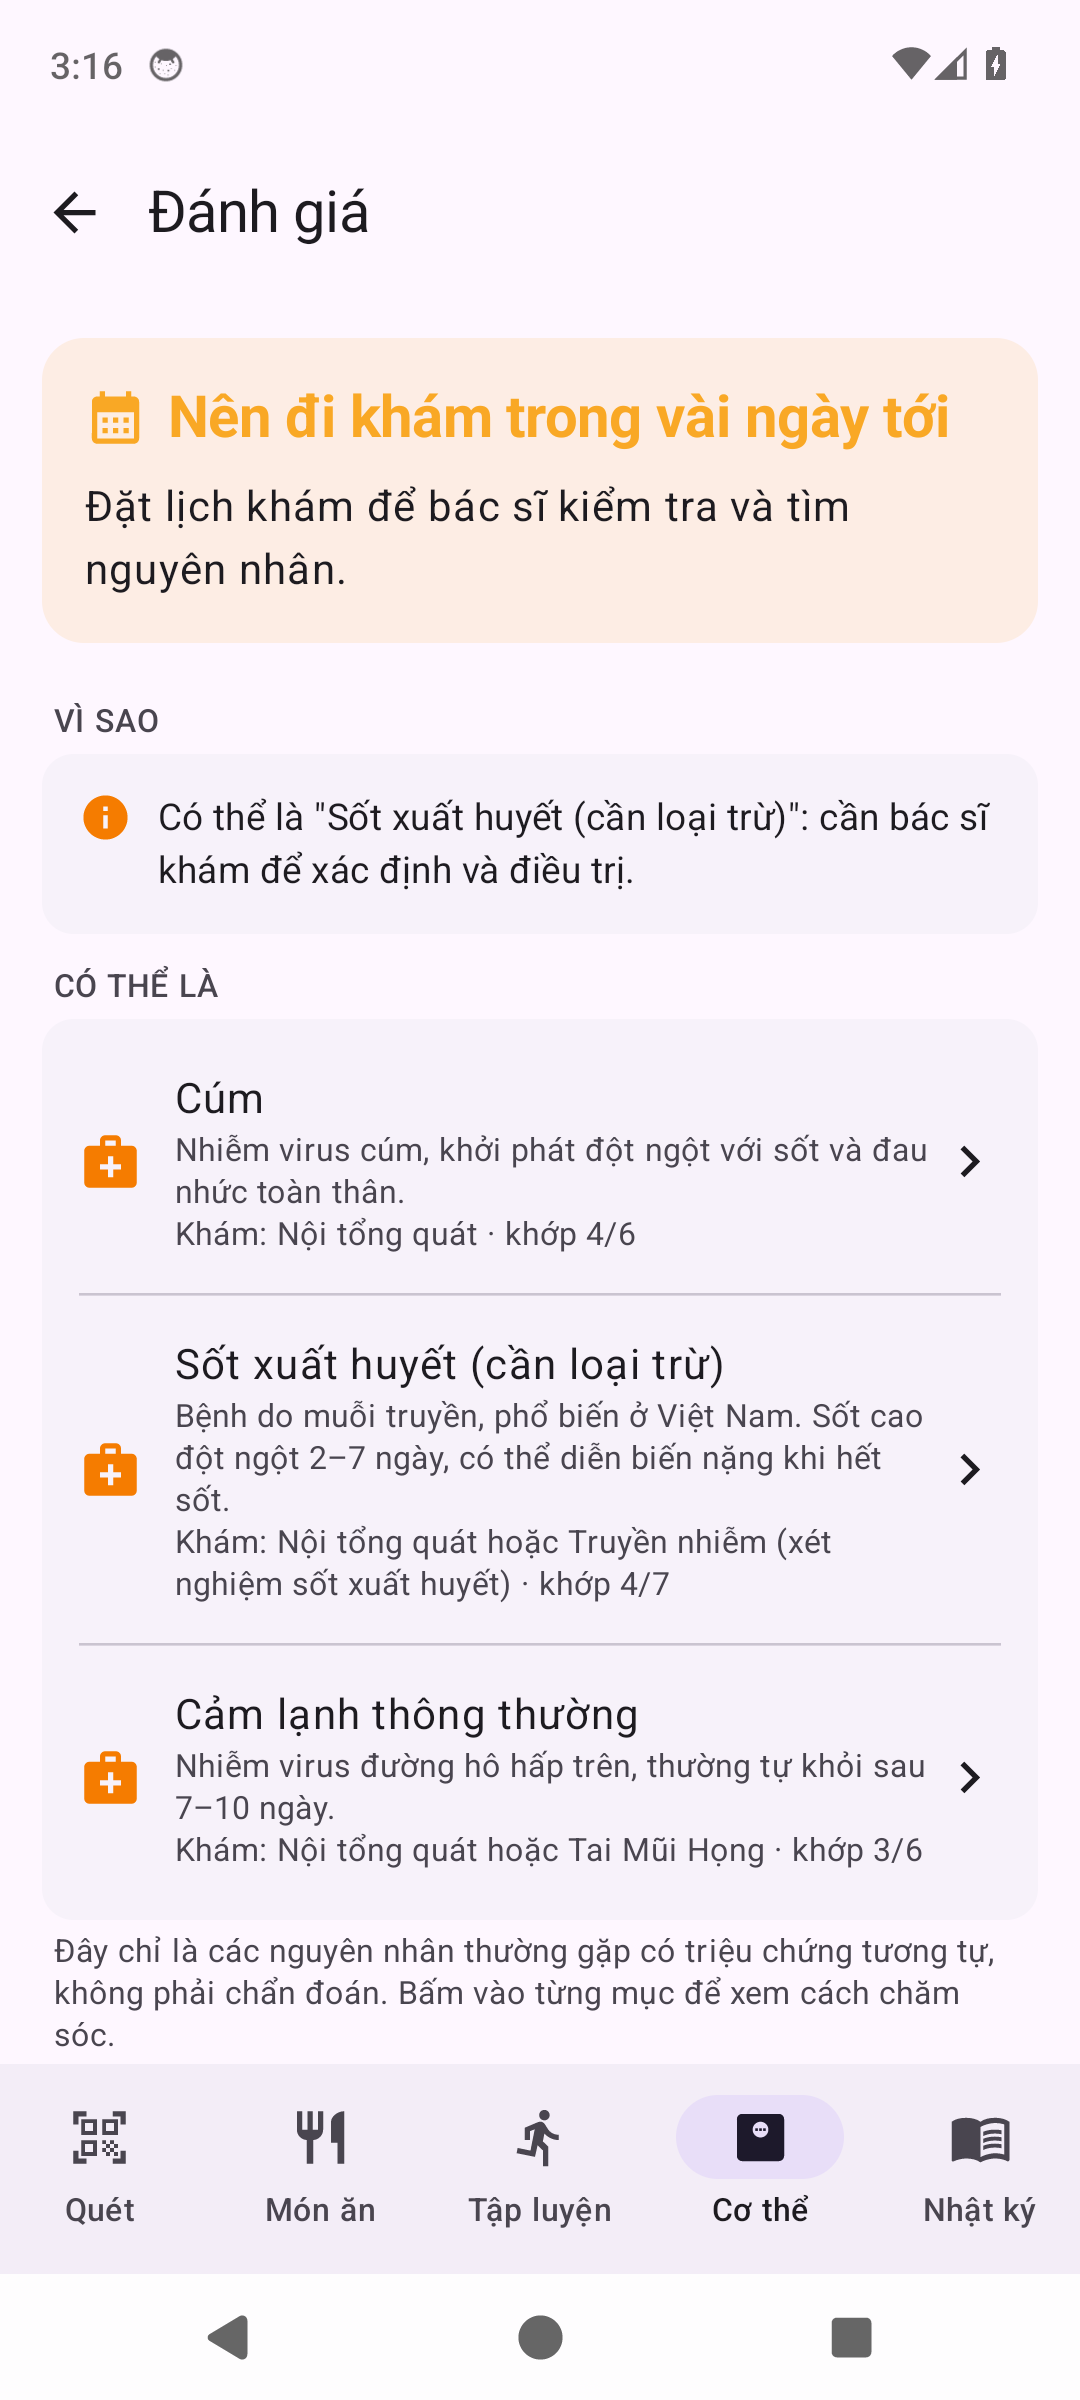 3:16
Đánh giá
Nên đi khám trong vài ngày tới
Đặt lịch khám để bác sĩ kiểm tra và tìm
nguyên nhân.
VÌ SAO
Có thể là "Sốt xuất huyết (cần loại trừ)": cần bác sĩ
khám để xác định và điều trị.
CÓ THỂ LÀ
Cúm
Nhiễm virus cúm, khởi phát đột ngột với sốt và đau
nhức toàn thân.
Khám: Nội tổng quát · khớp 4/6
Sốt xuất huyết (cần loại trừ)
Bệnh do muỗi truyền, phổ biến ở Việt Nam. Sốt cao
đột ngột 2–7 ngày, có thể diễn biến nặng khi hết
sốt.
Khám: Nội tổng quát hoặc Truyền nhiễm (xét
nghiệm sốt xuất huyết) · khớp 4/7
Cảm lạnh thông thường
Nhiễm virus đường hô hấp trên, thường tự khỏi sau
7–10 ngày.
Khám: Nội tổng quát hoặc Tai Mũi Họng · khớp 3/6
Đây chỉ là các nguyên nhân thường gặp có triệu chứng tương tự,
không phải chẩn đoán. Bấm vào từng mục để xem cách chăm
sóc.
Quét
Món ăn
Tập luyện
Cơ thể
Nhật ký